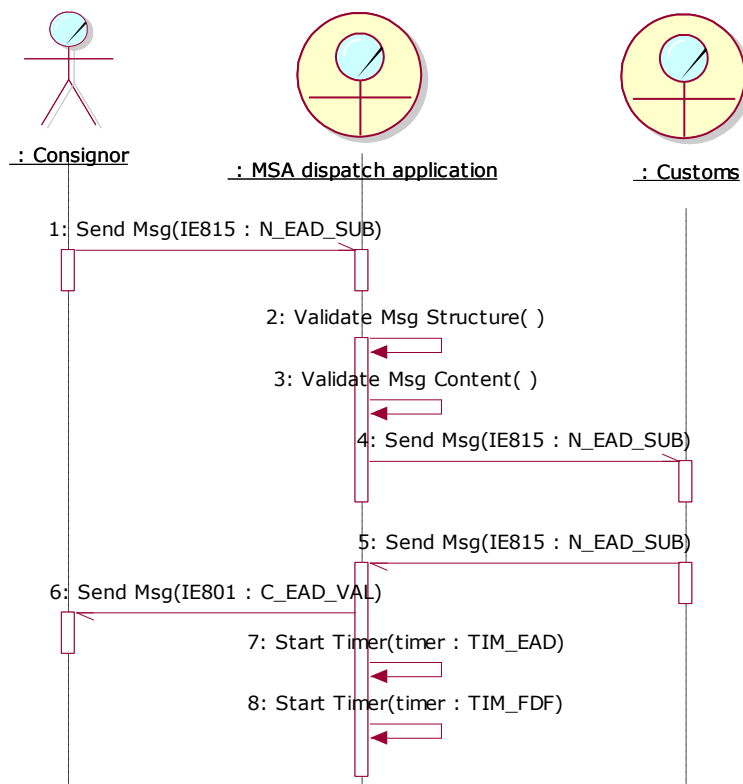 : Consignor
: MSA dispatch application
: Customs
1: Send Msg(IE815 : N_EAD_SUB)
2: Validate Msg Structure( )
3: Validate Msg Content( )
4: Send Msg(IE815 : N_EAD_SUB)
5: Send Msg(IE815 : N_EAD_SUB)
6: Send Msg(IE801 : C_EAD_VAL)
7: Start Timer(timer : TIM_EAD)
8: Start Timer(timer : TIM_FDF)